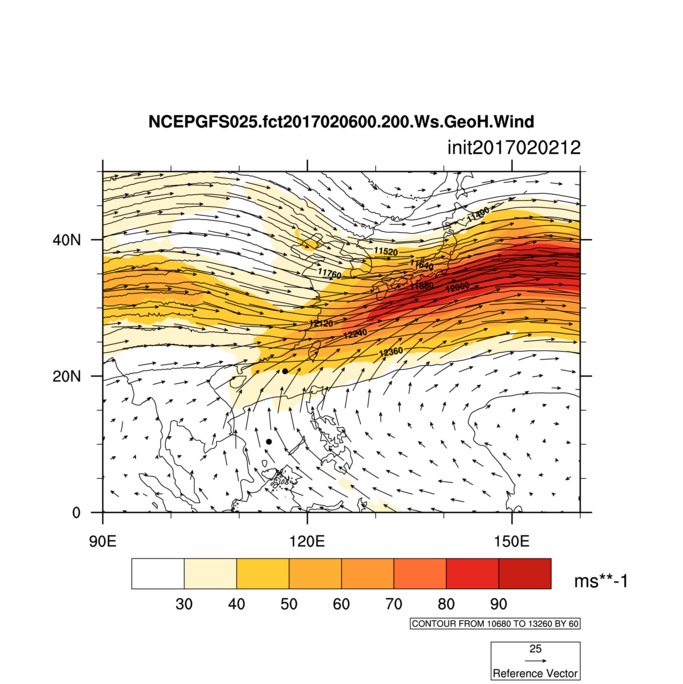 NCEPGFS025.fct2017020600.200.Ws.GeoH.Wind
init2017020212
11400
40N
11520
11640
11760
11880
12000
12120
12240
12360
20N
0
90E 120E 150E
ms**-1
30 40 50 60 70 80 90
CONTOUR FROM 10680 TO 13260 BY 60
25
Reference Vector